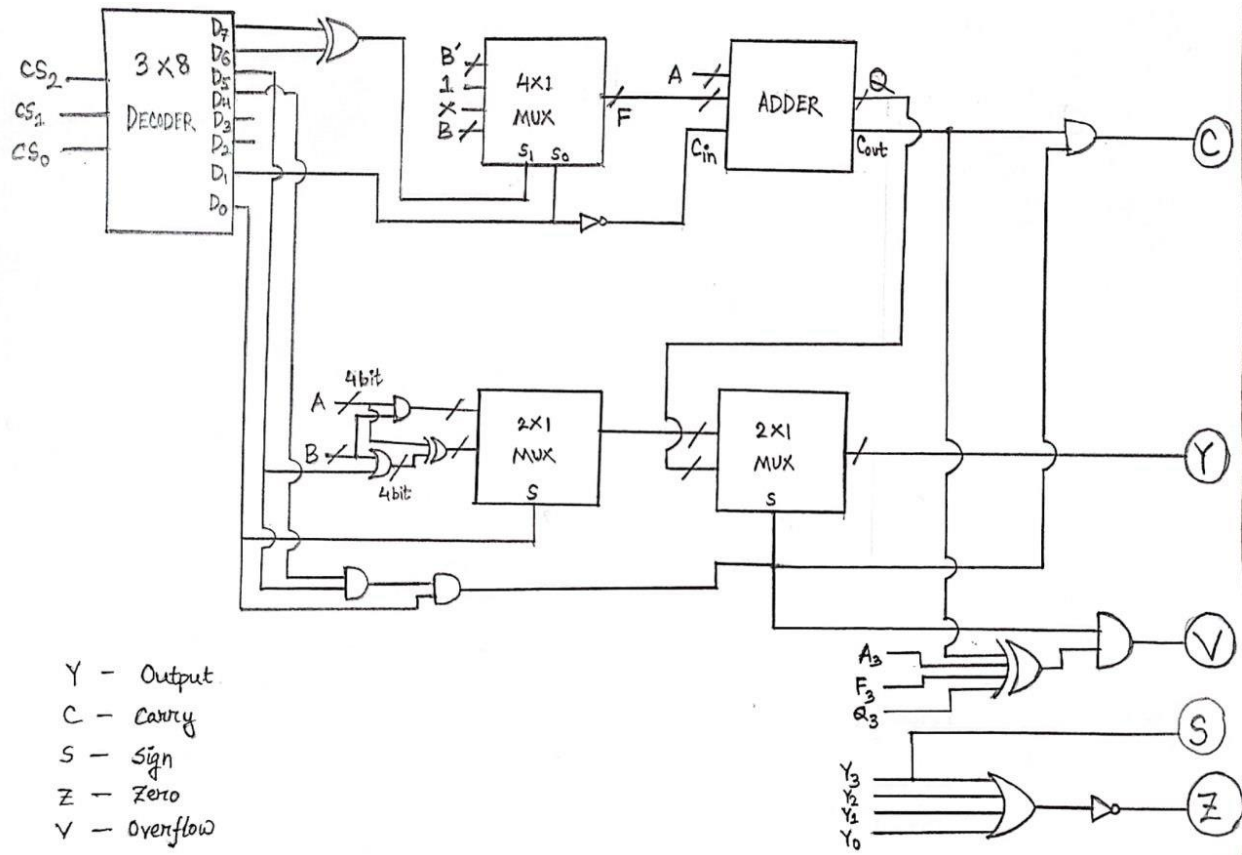 3 X 8
DECODER
CS2
CS1
CS0
D7
D6
D5
D4
D3
D2
D1
D0
B'
1
X
B
4X1
MUX
S1 S0
F
A
ADDER
Cin
Cout
Q
C
A
4bit
B
4bit
2X1
MUX
S
2X1
MUX
S
Y
A3
F3
Q3
V
S
Y3
Y2
Y1
Y0
Z
Y - Output
C - Carry
S - Sign
Z - Zero
V - Overflow